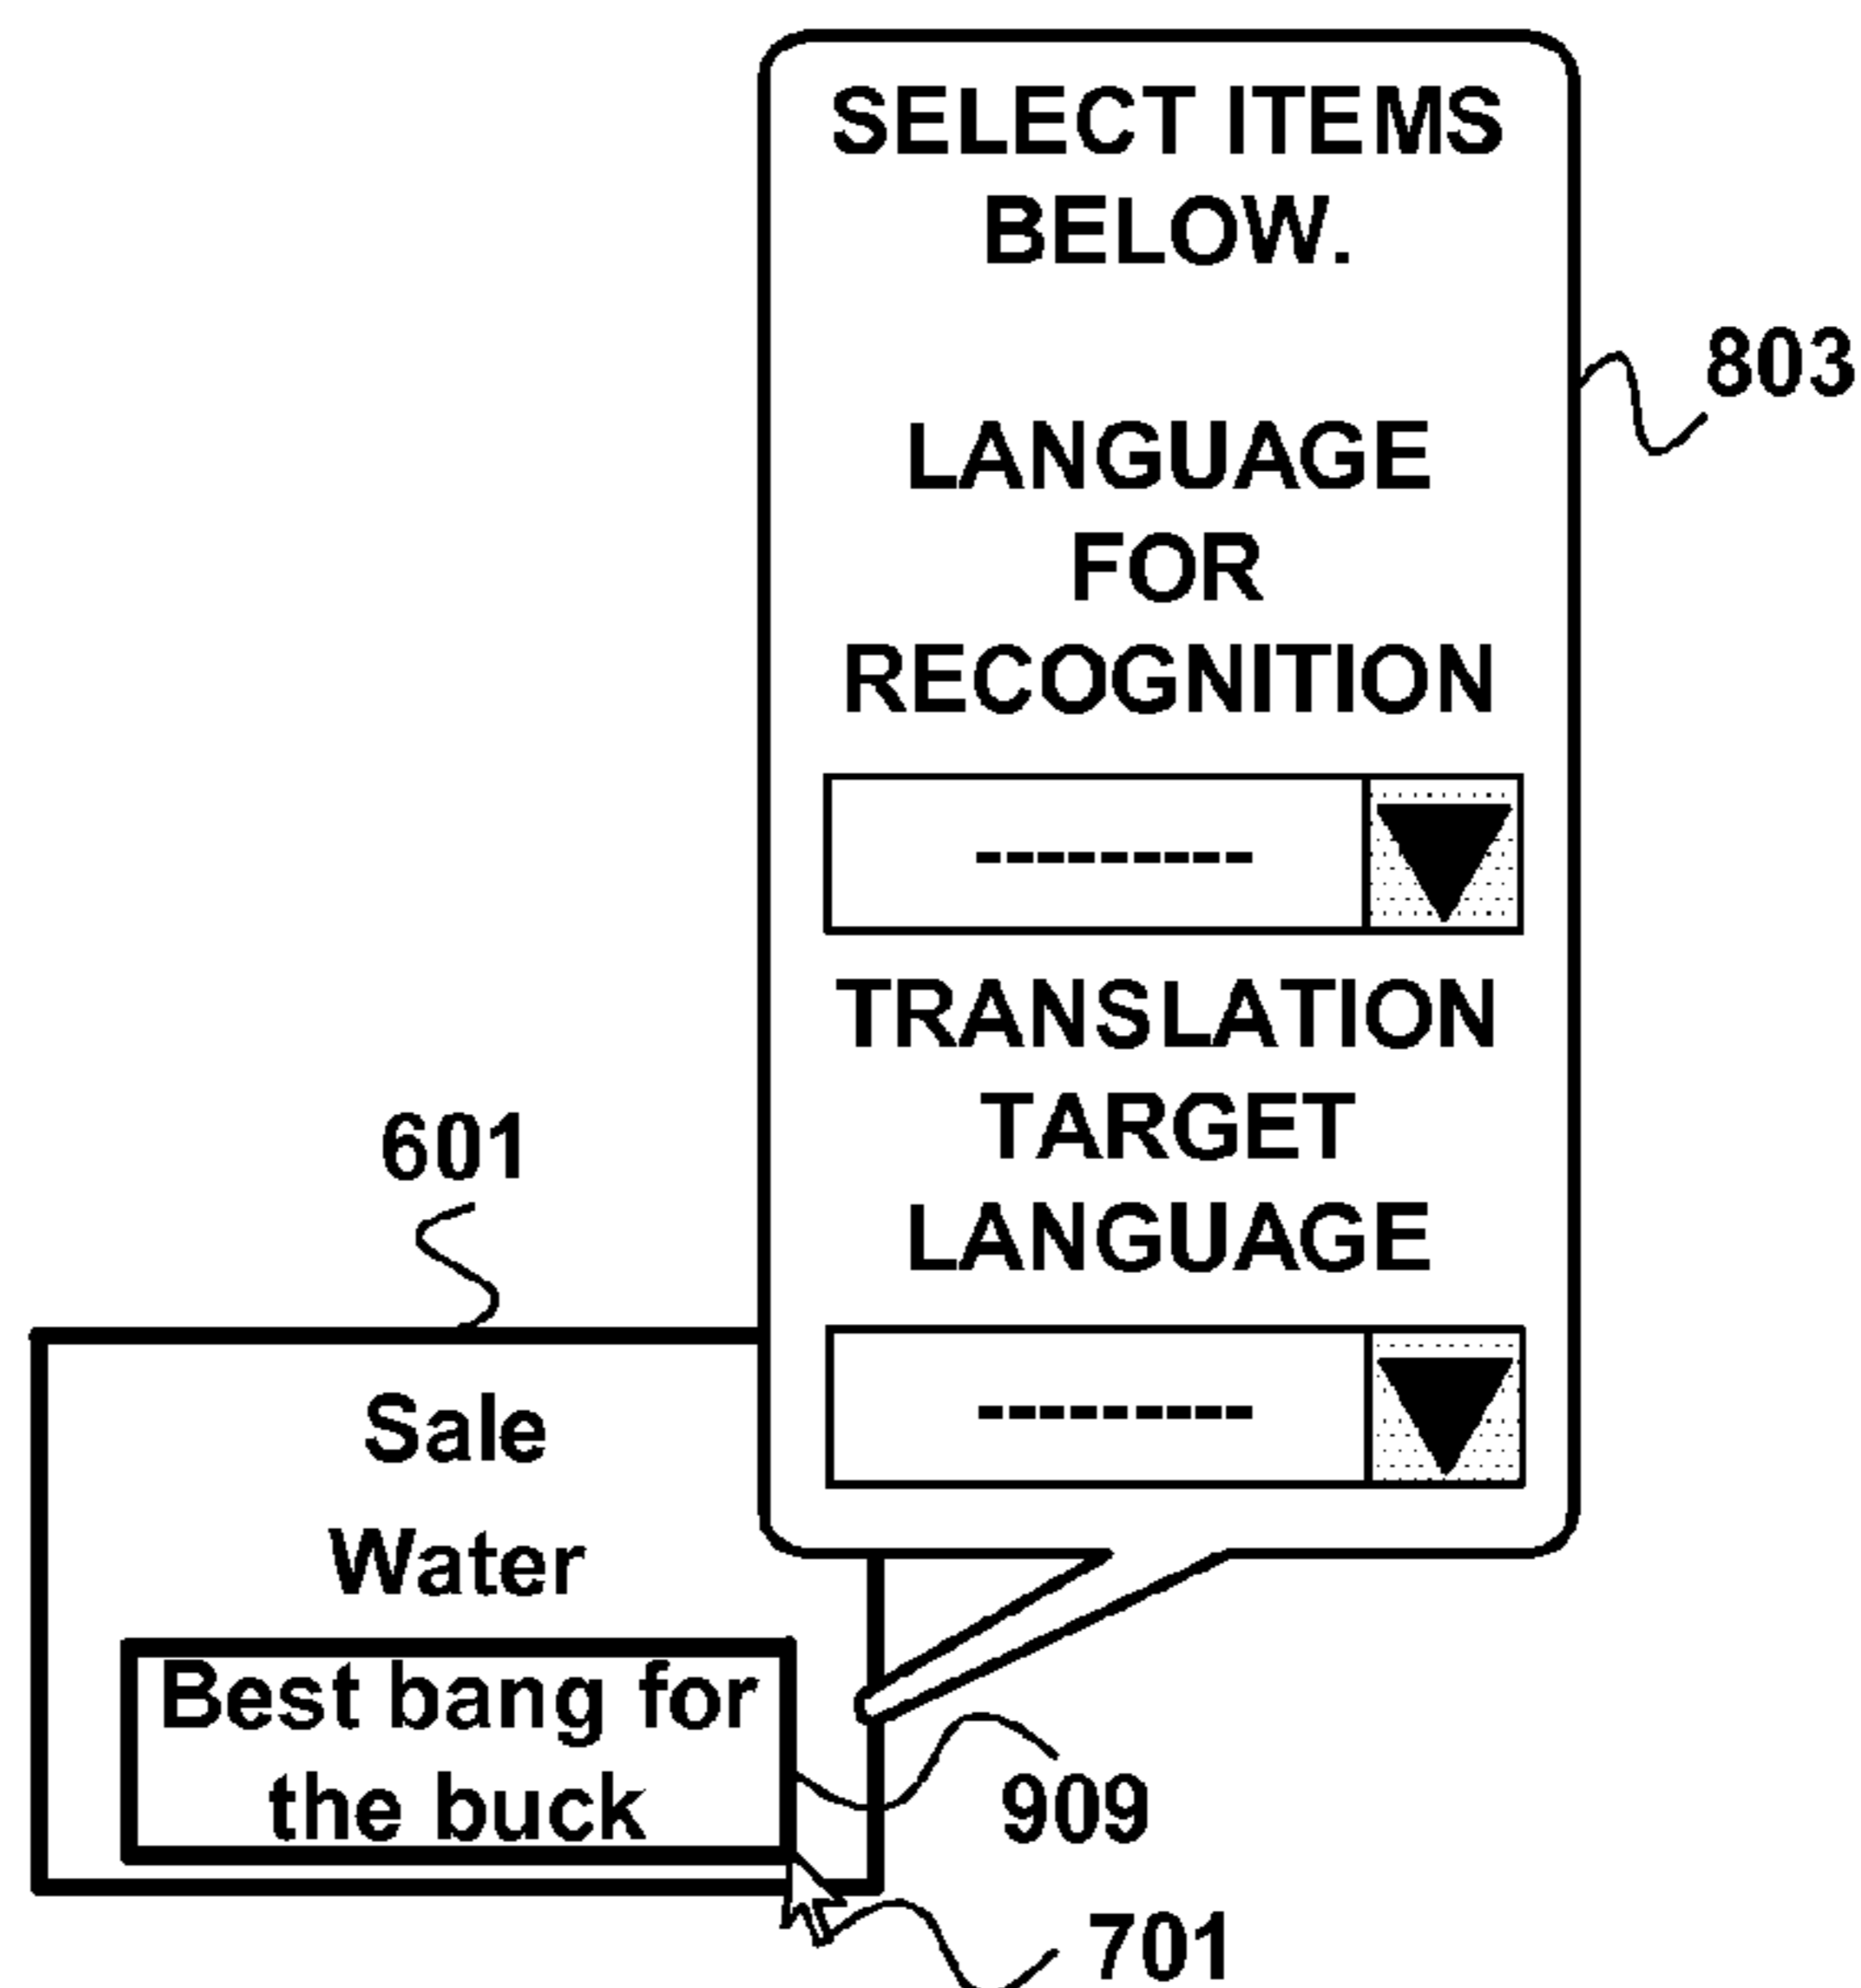 SELECT ITEMS
BELOW.
803
LANGUAGE
FOR
RECOGNITION
---------
TRANSLATION
TARGET
LANGUAGE
---------
601
Sale
Water
Best bang for
the buck
909
701